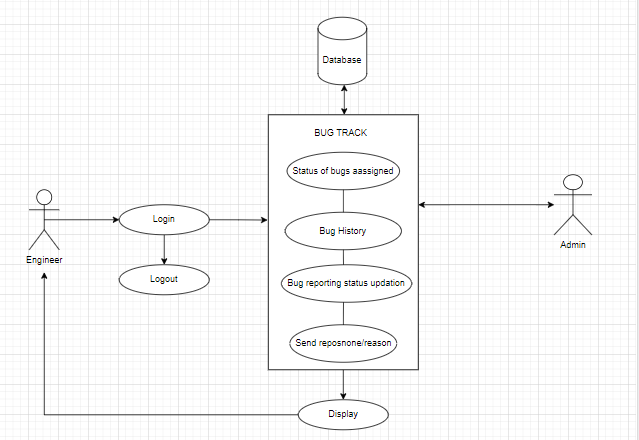 Database
BUG TRACK
Status of bugs aassigned
Login
Bug History
Admin
Engineer
Logout
Bug reporting status updation
Send reposnone/reason
Display